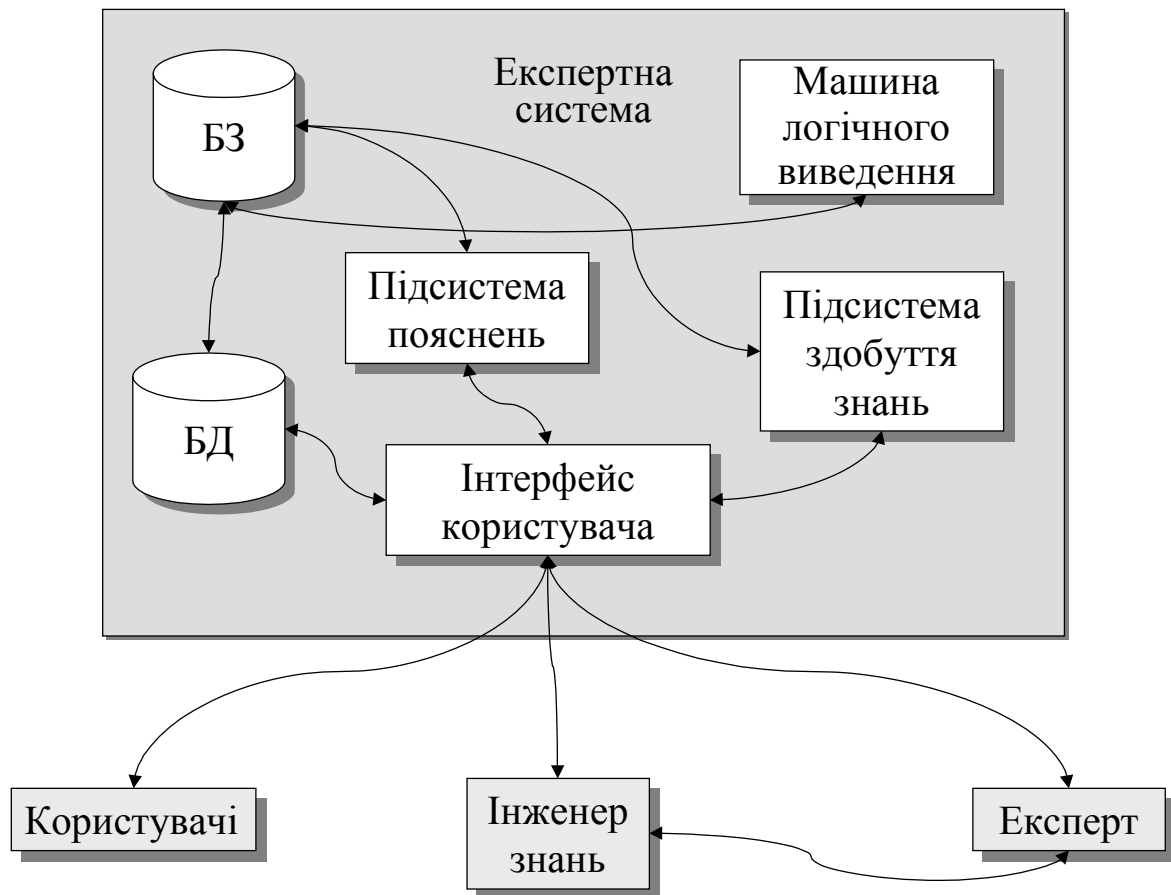 Експертна
система
БЗ
Машина
логічного
виведення
Підсистема
пояснень
Підсистема
здобуття
знань
БД
Інтерфейс
користувача
Користувачі
Інженер
знань
Експерт